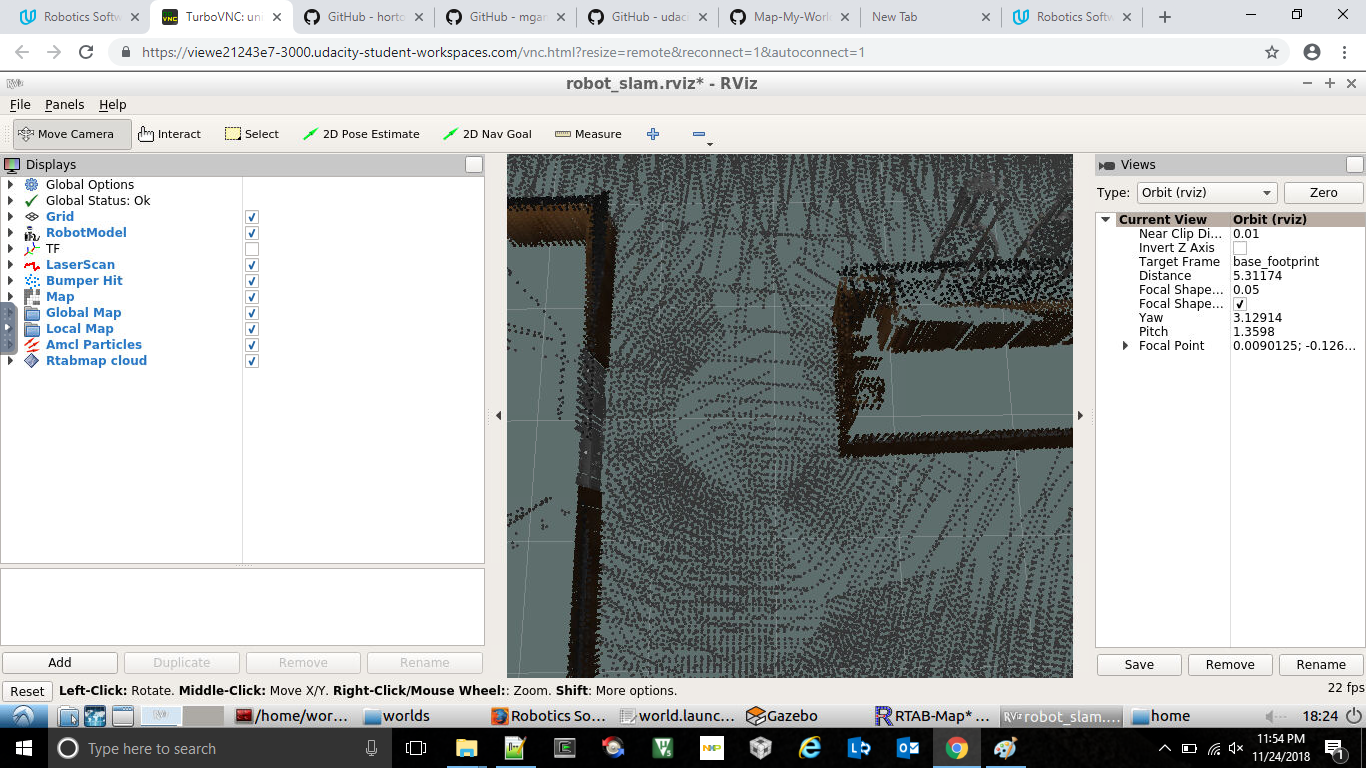 Robotics Softw
TurboVNC: uni
GitHub - horto
GitHub - mgan
GitHub - udaci
Map-My-World
New Tab
Robotics Softw
https://viewe21243e7-3000.udacity-student-workspaces.com/vnc.html?resize=remote&reconnect=1&autoconnect=1
RViz
robot_slam.rviz* - RViz
File Panels Help
Move Camera Interact Select 2D Pose Estimate 2D Nav Goal Measure
Displays
Global Options
Global Status: Ok
Grid
RobotModel
TF
LaserScan
Bumper Hit
Map
Global Map
Local Map
Amcl Particles
Rtabmap cloud
Add Duplicate Remove Rename
Views
Type: Orbit (rviz) Zero
Current View Orbit (rviz)
Near Clip Di... 0.01
Invert Z Axis
Target Frame base_footprint
Distance 5.31174
Focal Shape... 0.05
Focal Shape...
Yaw 3.12914
Pitch 1.3598
Focal Point 0.0090125; -0.126...
Save Remove Rename
Reset Left-Click: Rotate. Middle-Click: Move X/Y. Right-Click/Mouse Wheel:: Zoom. Shift: More options.
22 fps
/home/wor... worlds Robotics So... world.launc... Gazebo RTAB-Map* ... RViz robot_slam.... home 18:24
Type here to search
11:54 PM
11/24/2018
1